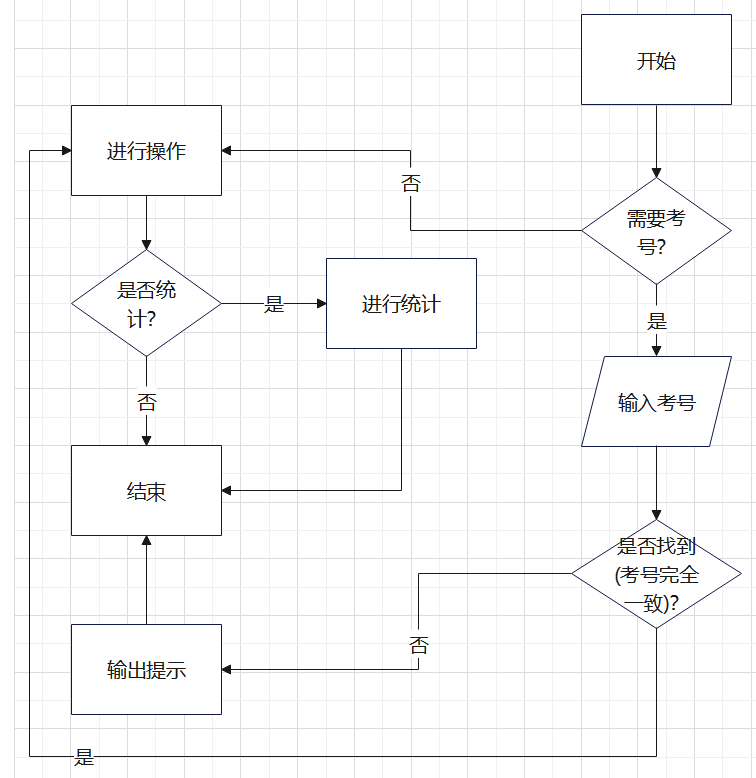 开始
进行操作
否
需要考
号?
是否统
计?
是
进行统计
是
输入考号
否
结束
是否找到
(考号完全
一致)?
否
输出提示
是